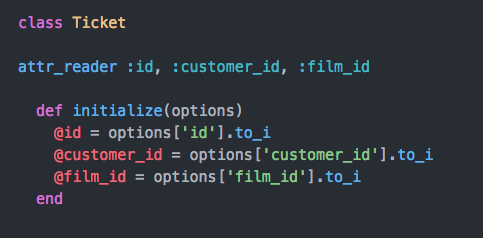 class Ticket
attr_reader :id, :customer_id, :film_id
def initialize(options)
@id = options['id'].to_i
@customer_id = options['customer_id'].to_i
@film_id = options['film_id'].to_i
end